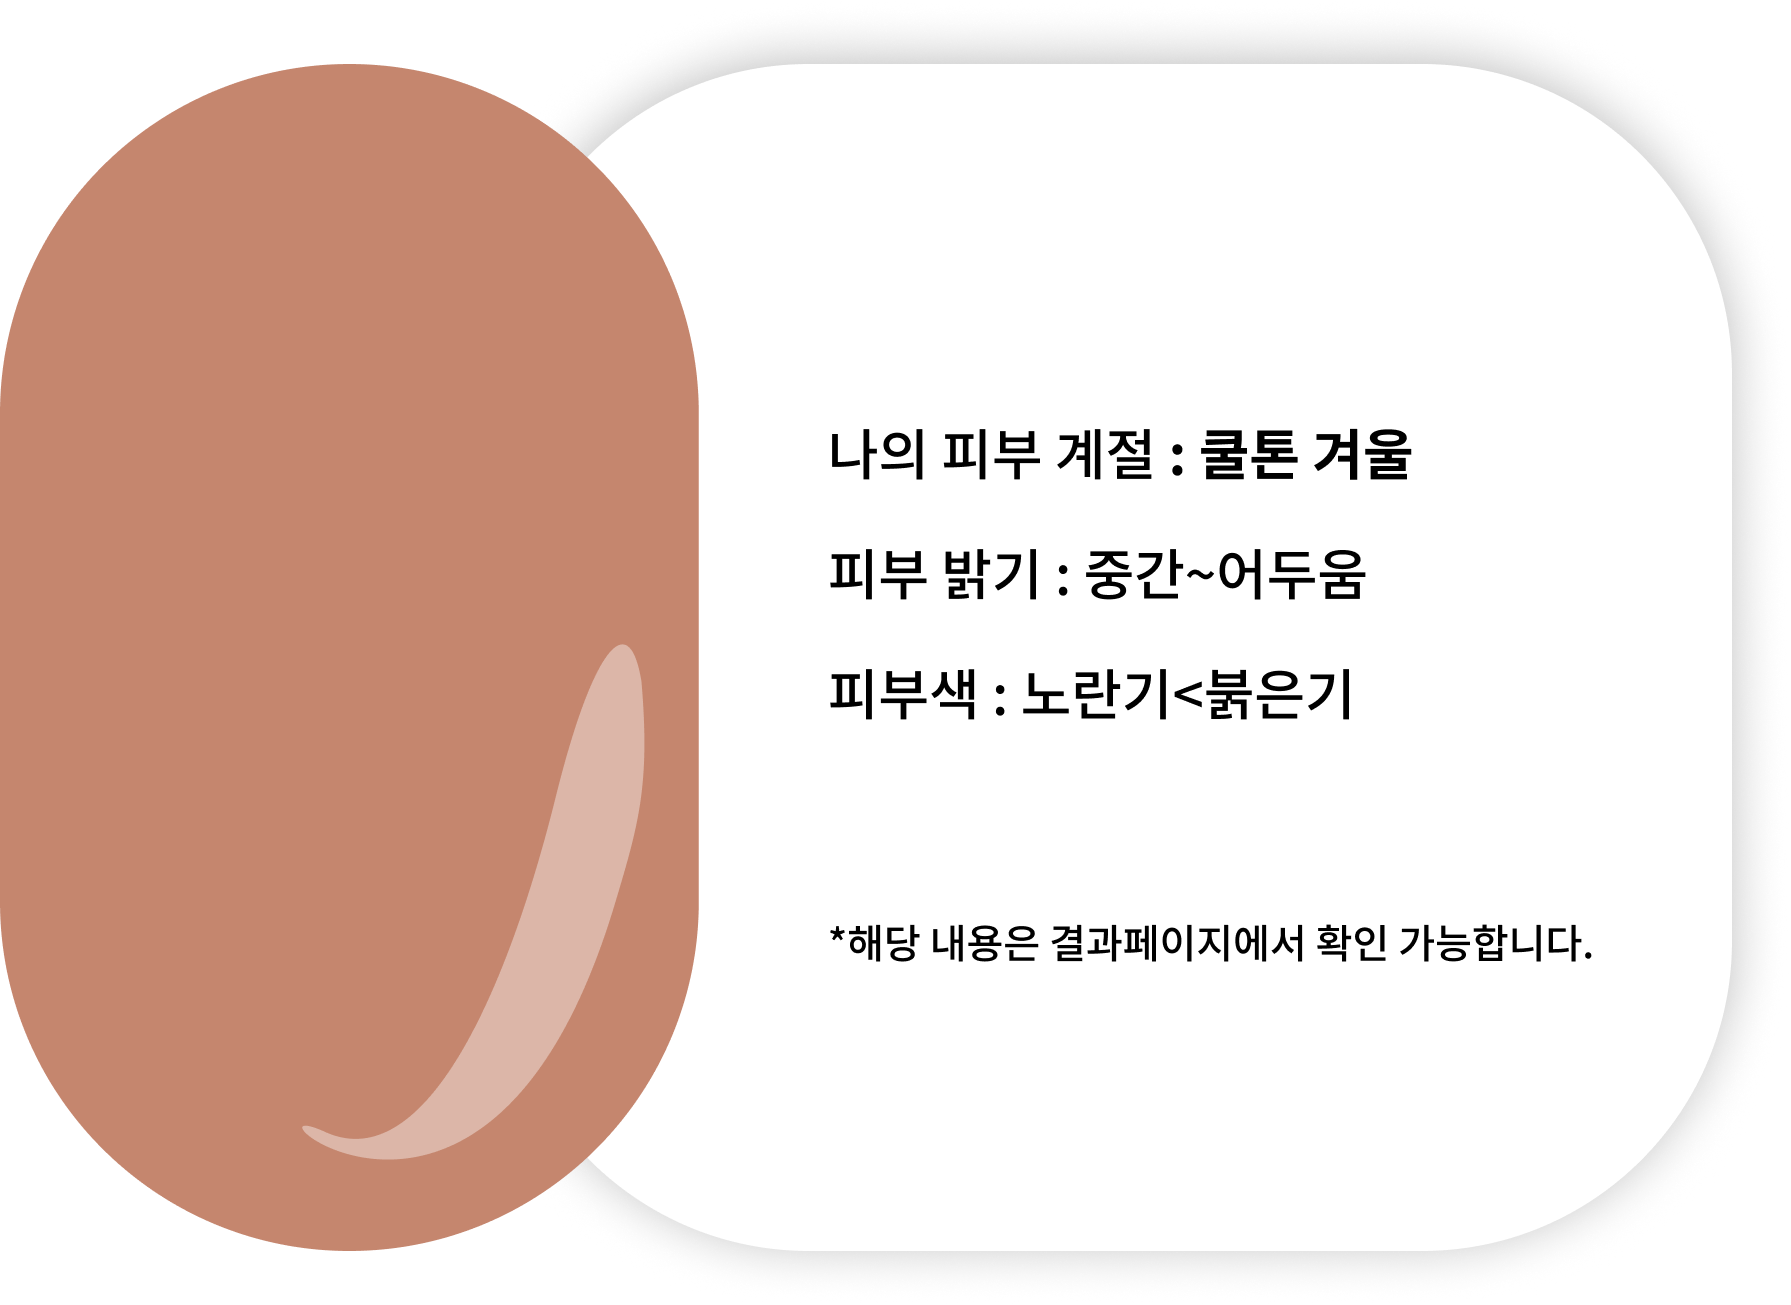 나의 피부 계절 : 쿨톤 겨울
피부 밝기 : 중간~어두움
피부색 : 노란기<붉은기
*해당 내용은 결과페이지에서 확인 가능합니다.